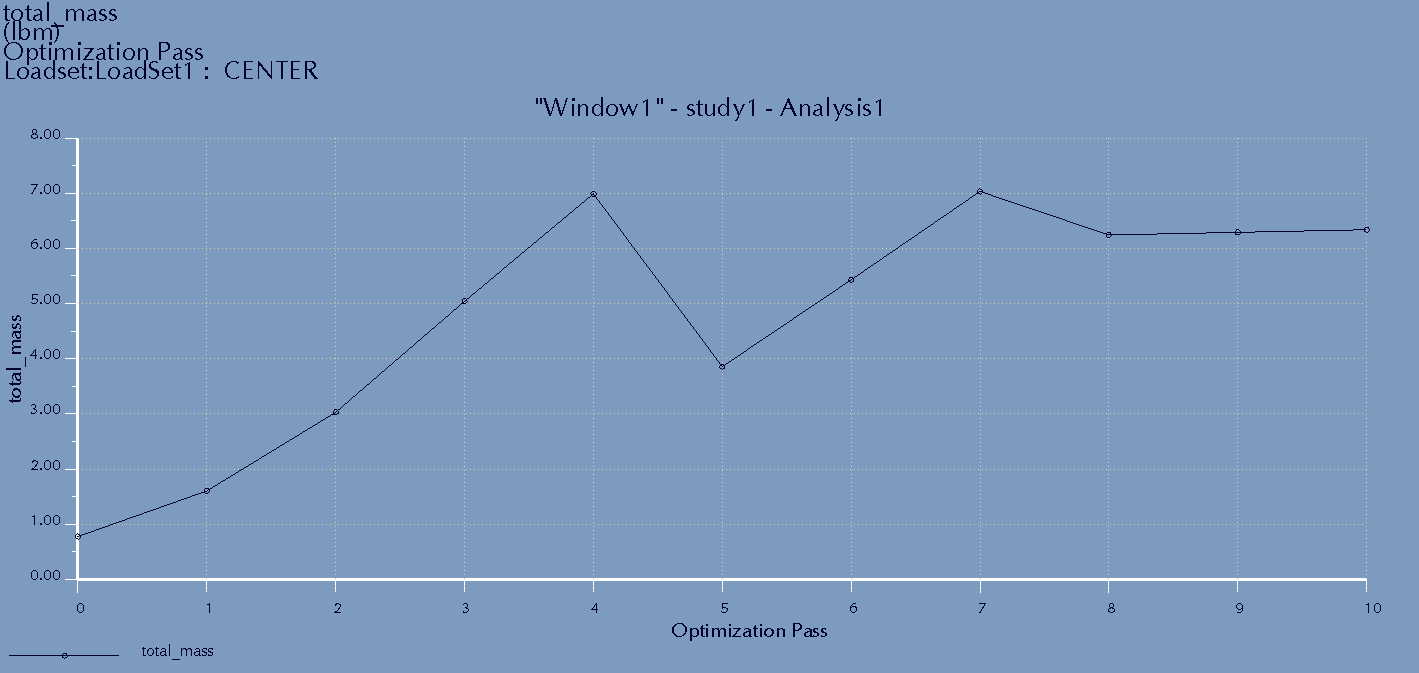 total_mass
(lbm)
Optimization Pass
Loadset:LoadSet1 : CENTER
"Window1" - study1 - Analysis1
8.00
7.00
6.00
5.00
4.00
3.00
2.00
1.00
0.00
total_mass
0 1 2 3 4 5 6 7 8 9 10
Optimization Pass
total_mass